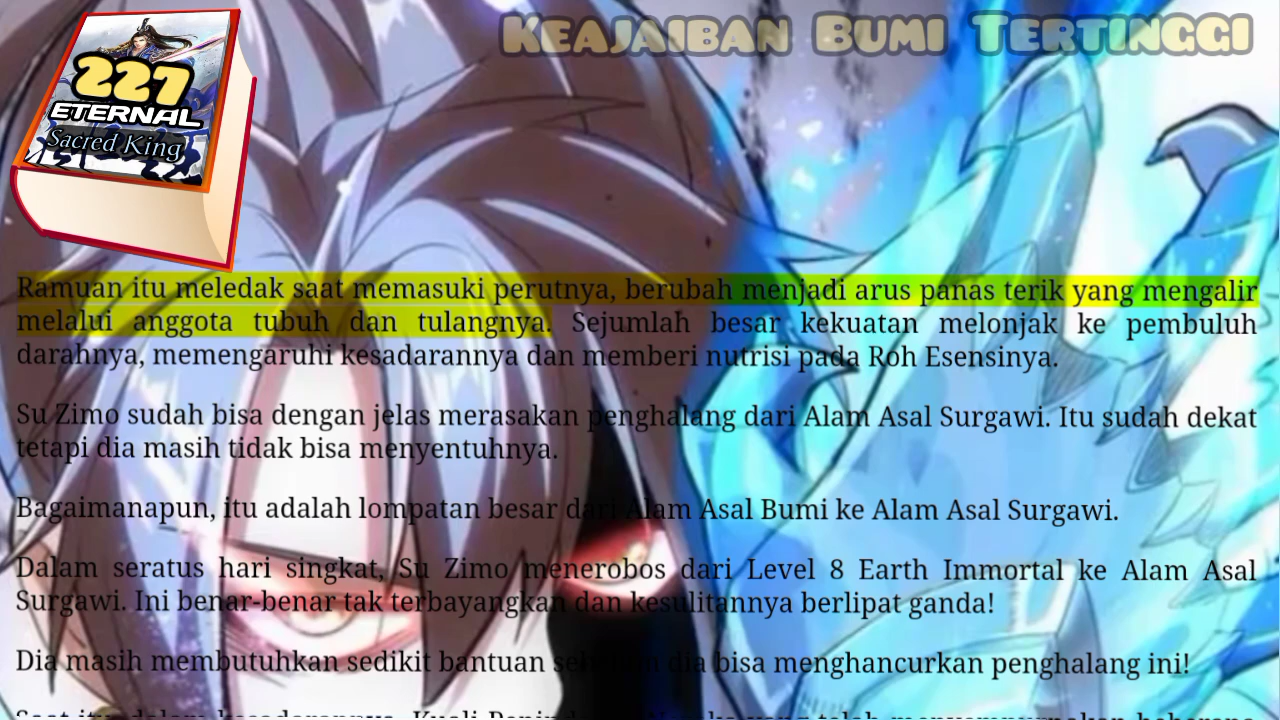 Keajaiban Bumi Tertinggi
227
ETERNAL
Sacred King
Ramuan itu meledak saat memasuki perutnya, berubah menjadi arus panas terik yang mengalir
melalui anggota tubuh dan tulangnya. Sejumlah besar kekuatan melonjak ke pembuluh
darahnya, memengaruhi kesadarannya dan memberi nutrisi pada Roh Esensinya.
Su Zimo sudah bisa dengan jelas merasakan penghalang dari Alam Asal Surgawi. Itu sudah dekat
tetapi dia masih tidak bisa menyentuhnya.
Bagaimanapun, itu adalah lompatan besar dari Alam Asal Bumi ke Alam Asal Surgawi.
Dalam seratus hari singkat, Su Zimo menerobos dari Level 8 Earth Immortal ke Alam Asal
Surgawi. Ini benar-benar tak terbayangkan dan kesulitannya berlipat ganda!
Dia masih membutuhkan sedikit bantuan sebelum dia bisa menghancurkan penghalang ini!